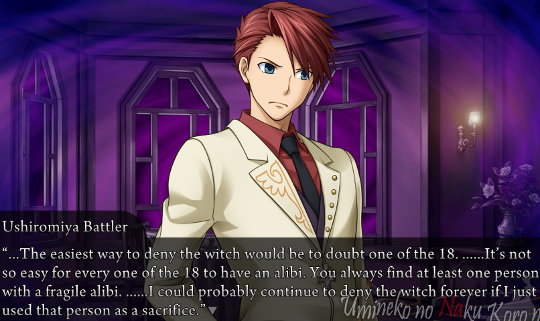 Ushiromiya Battler
“...The easiest way to deny the witch would be to doubt one of the 18. ......It’s not
so easy for every one of the 18 to have an alibi. You always find at least one person
with a fragile alibi. ......I could probably continue to deny the witch forever if I just
used that person as a sacrifice.”
Umineko no Naku Koro n